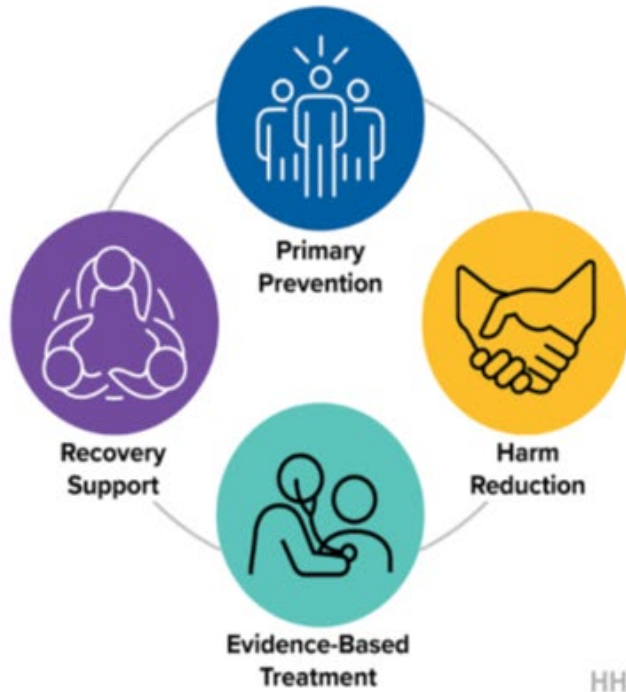 Primary
Prevention
Harm
Reduction
Evidence-Based
Treatment
Recovery
Support
HH